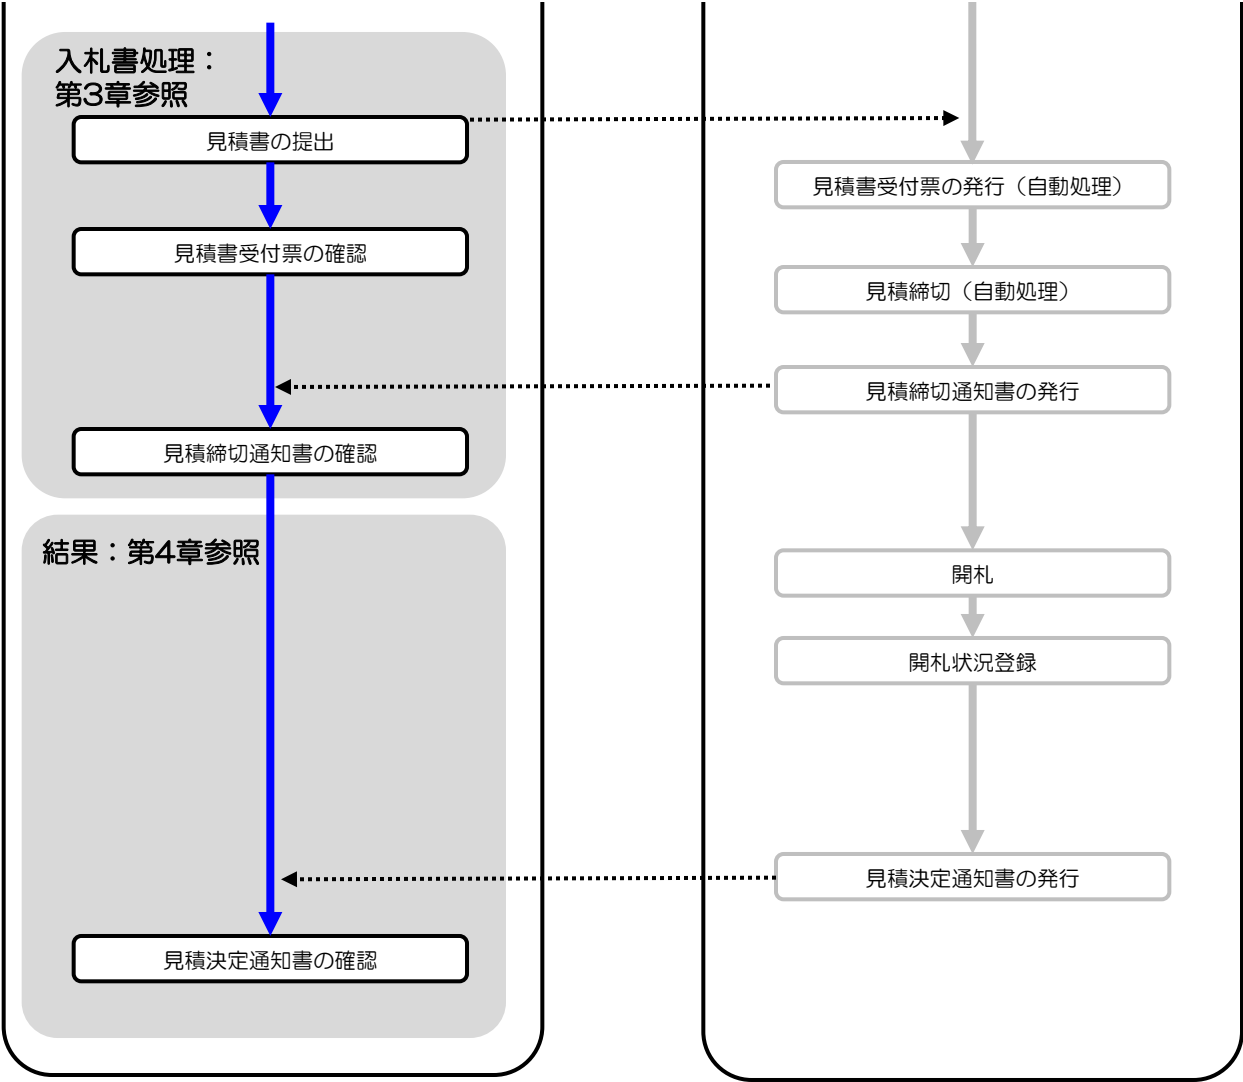 入札書処理：
第3章参照
見積書の提出
見積書受付票の確認
見積締切通知書の確認
結果：第4章参照
見積決定通知書の確認
見積書受付票の発行（自動処理）
見積締切（自動処理）
見積締切通知書の発行
開札
開札状況登録
見積決定通知書の発行